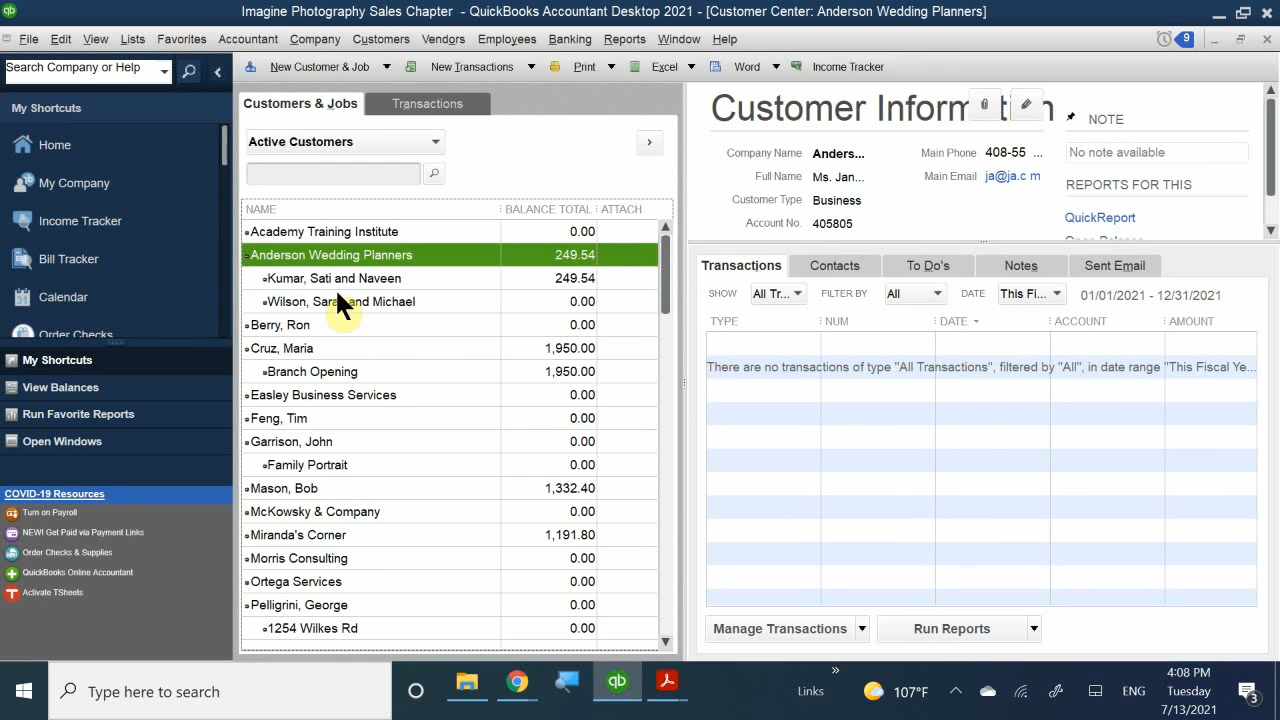 Imagine Photography Sales Chapter - QuickBooks Accountant Desktop 2021 - [Customer Center: Anderson Wedding Planners]
File Edit View Lists Favorites Accountant Company Customers Vendors Employees Banking Reports Window Help
9
Search Company or Help
New Customer & Job New Transactions Print Excel Word Income Tracker
My Shortcuts
Home
My Company
Income Tracker
Bill Tracker
Calendar
Order Checks
My Shortcuts
View Balances
Run Favorite Reports
Open Windows
COVID-19 Resources
Turn on Payroll
NEW! Get Paid via Payment Links
Order Checks & Supplies
QuickBooks Online Accountant
Activate TSheets
Customers & Jobs Transactions
Active Customers
NAME BALANCE TOTAL ATTACH
Academy Training Institute 0.00
Anderson Wedding Planners 249.54
Kumar, Sati and Naveen 249.54
Wilson, Sarah and Michael 0.00
Berry, Ron 0.00
Cruz, Maria 1,950.00
Branch Opening 1,950.00
Easley Business Services 0.00
Feng, Tim 0.00
Garrison, John 0.00
Family Portrait 0.00
Mason, Bob 1,332.40
McKowsky & Company 0.00
Miranda's Corner 1,191.80
Morris Consulting 0.00
Ortega Services 0.00
Pelligrini, George 0.00
1254 Wilkes Rd 0.00
Customer Information
Company Name Anders...
Full Name Ms. Jan...
Customer Type Business
Account No. 405805
Main Phone 408-55 ...
Main Email ja@ja.c m
NOTE
No note available
REPORTS FOR THIS
QuickReport
Open Balance
Transactions Contacts To Do's Notes Sent Email
SHOW All Tr... FILTER BY All DATE This Fi... 01/01/2021 - 12/31/2021
TYPE NUM DATE ACCOUNT AMOUNT
There are no transactions of type "All Transactions", filtered by "All", in date range "This Fiscal Ye...
Manage Transactions Run Reports
qb
Type here to search
qb
Links
107°F
ENG
4:08 PM
Tuesday
7/13/2021
3